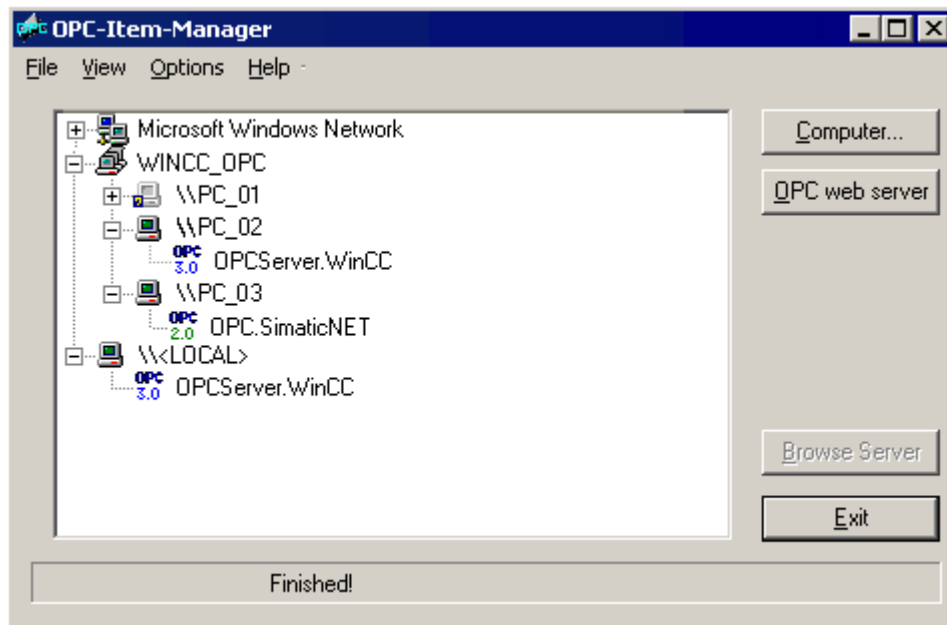 OPC OPC-Item-Manager
File View Options Help
Microsoft Windows Network
Computer...
WINCC_OPC
OPC web server
\\PC_01
\\PC_02
OPC 3.0 OPCServer.WinCC
\\PC_03
OPC 2.0 OPC.SimaticNET
\\<LOCAL>
OPC 3.0 OPCServer.WinCC
Browse Server
Exit
Finished!